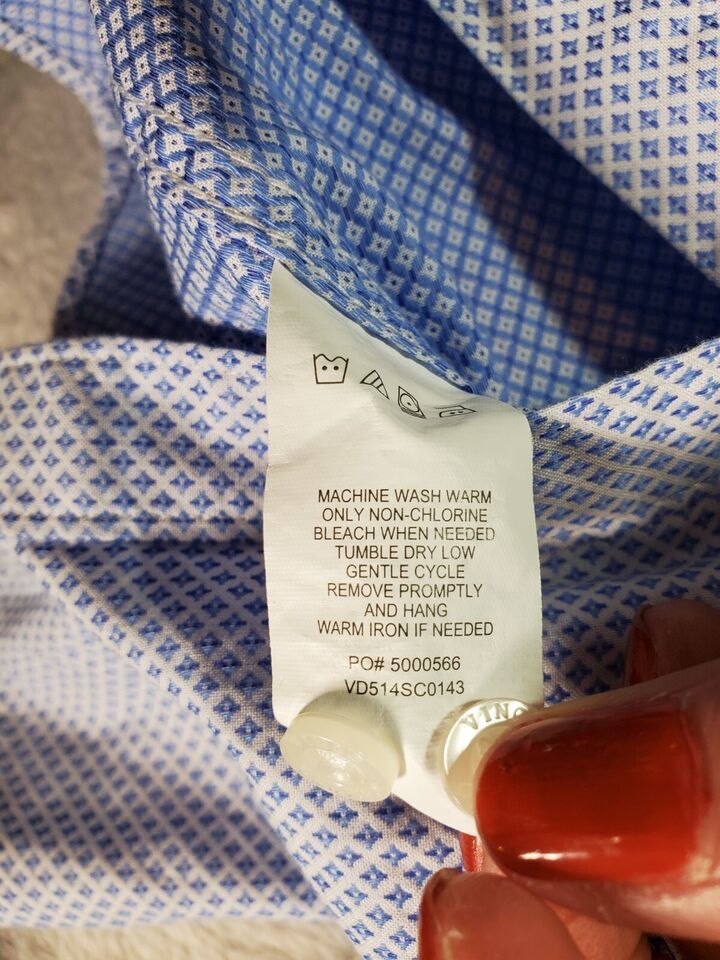 MACHINE WASH WARM
ONLY NON-CHLORINE
BLEACH WHEN NEEDED
TUMBLE DRY LOW
GENTLE CYCLE
REMOVE PROMPTLY
AND HANG
WARM IRON IF NEEDED
PO# 5000566
VD514SC0143